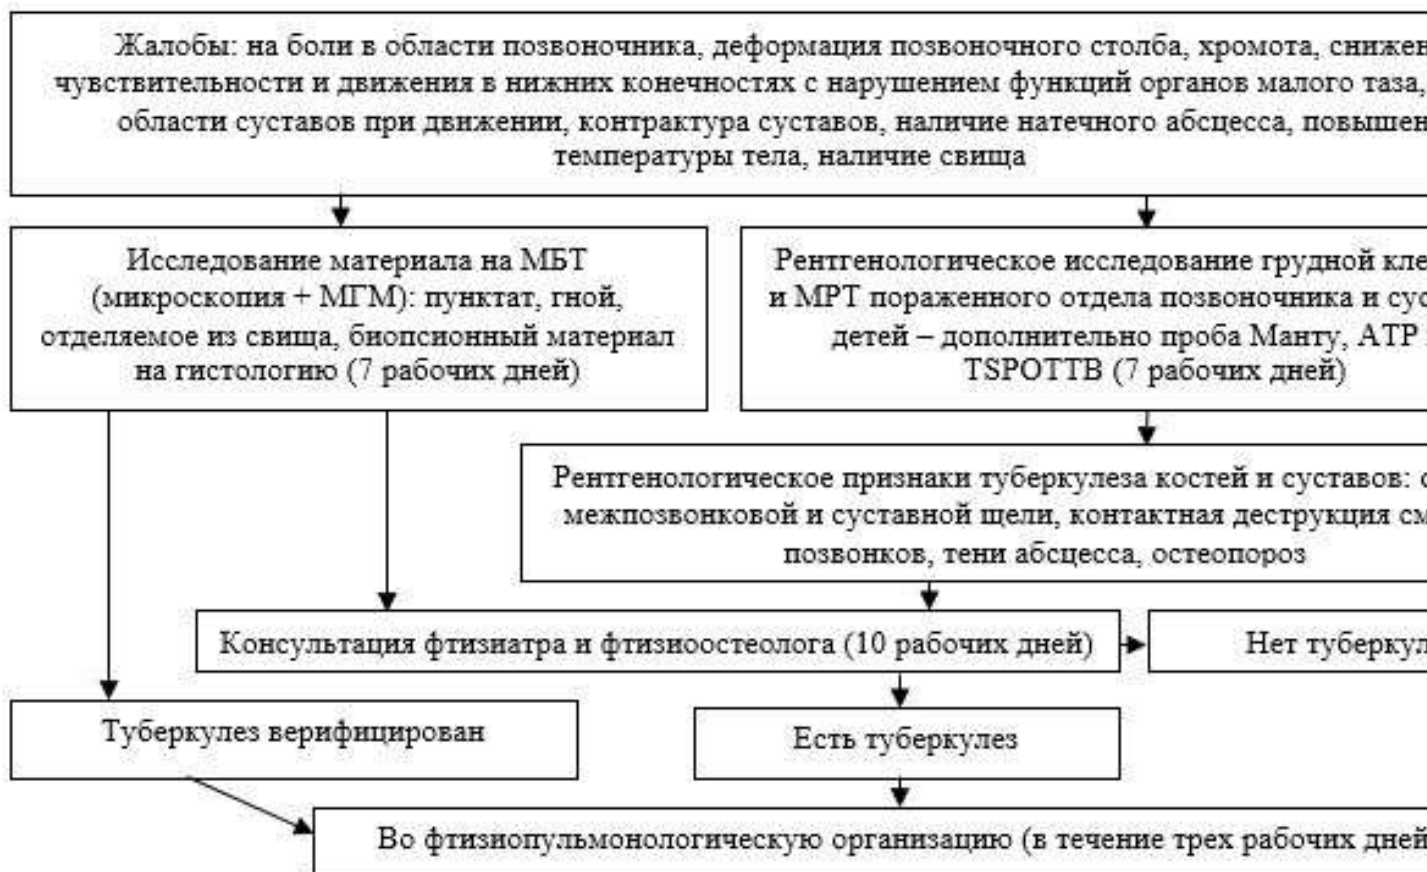 Жалобы: на боли в области позвоночника, деформация позвоночного столба, хромота, снижен
чувствительности и движения в нижних конечностях с нарушением функций органов малого таза,
области суставов при движении, контрактура суставов, наличие натечного абсцесса, повышен
температуры тела, наличие свища
Исследование материала на МБТ
(микроскопия + МГМ): пунктат, гной,
отделяемое из свища, биопсионный материал
на гистологию (7 рабочих дней)
Рентгенологическое исследование грудной кле
и МРТ пораженного отдела позвоночника и сус
детей – дополнительно проба Манту, АТР
TSPOTTB (7 рабочих дней)
Рентгенологическое признаки туберкулеза костей и суставов: с
межпозвонковой и суставной щели, контактная деструкция см
позвонков, тени абсцесса, остеопороз
Консультация фтизиатра и фтизиоостеолога (10 рабочих дней)
Нет туберкул
Туберкулез верифицирован
Есть туберкулез
Во фтизиопульмонологическую организацию (в течение трех рабочих дней